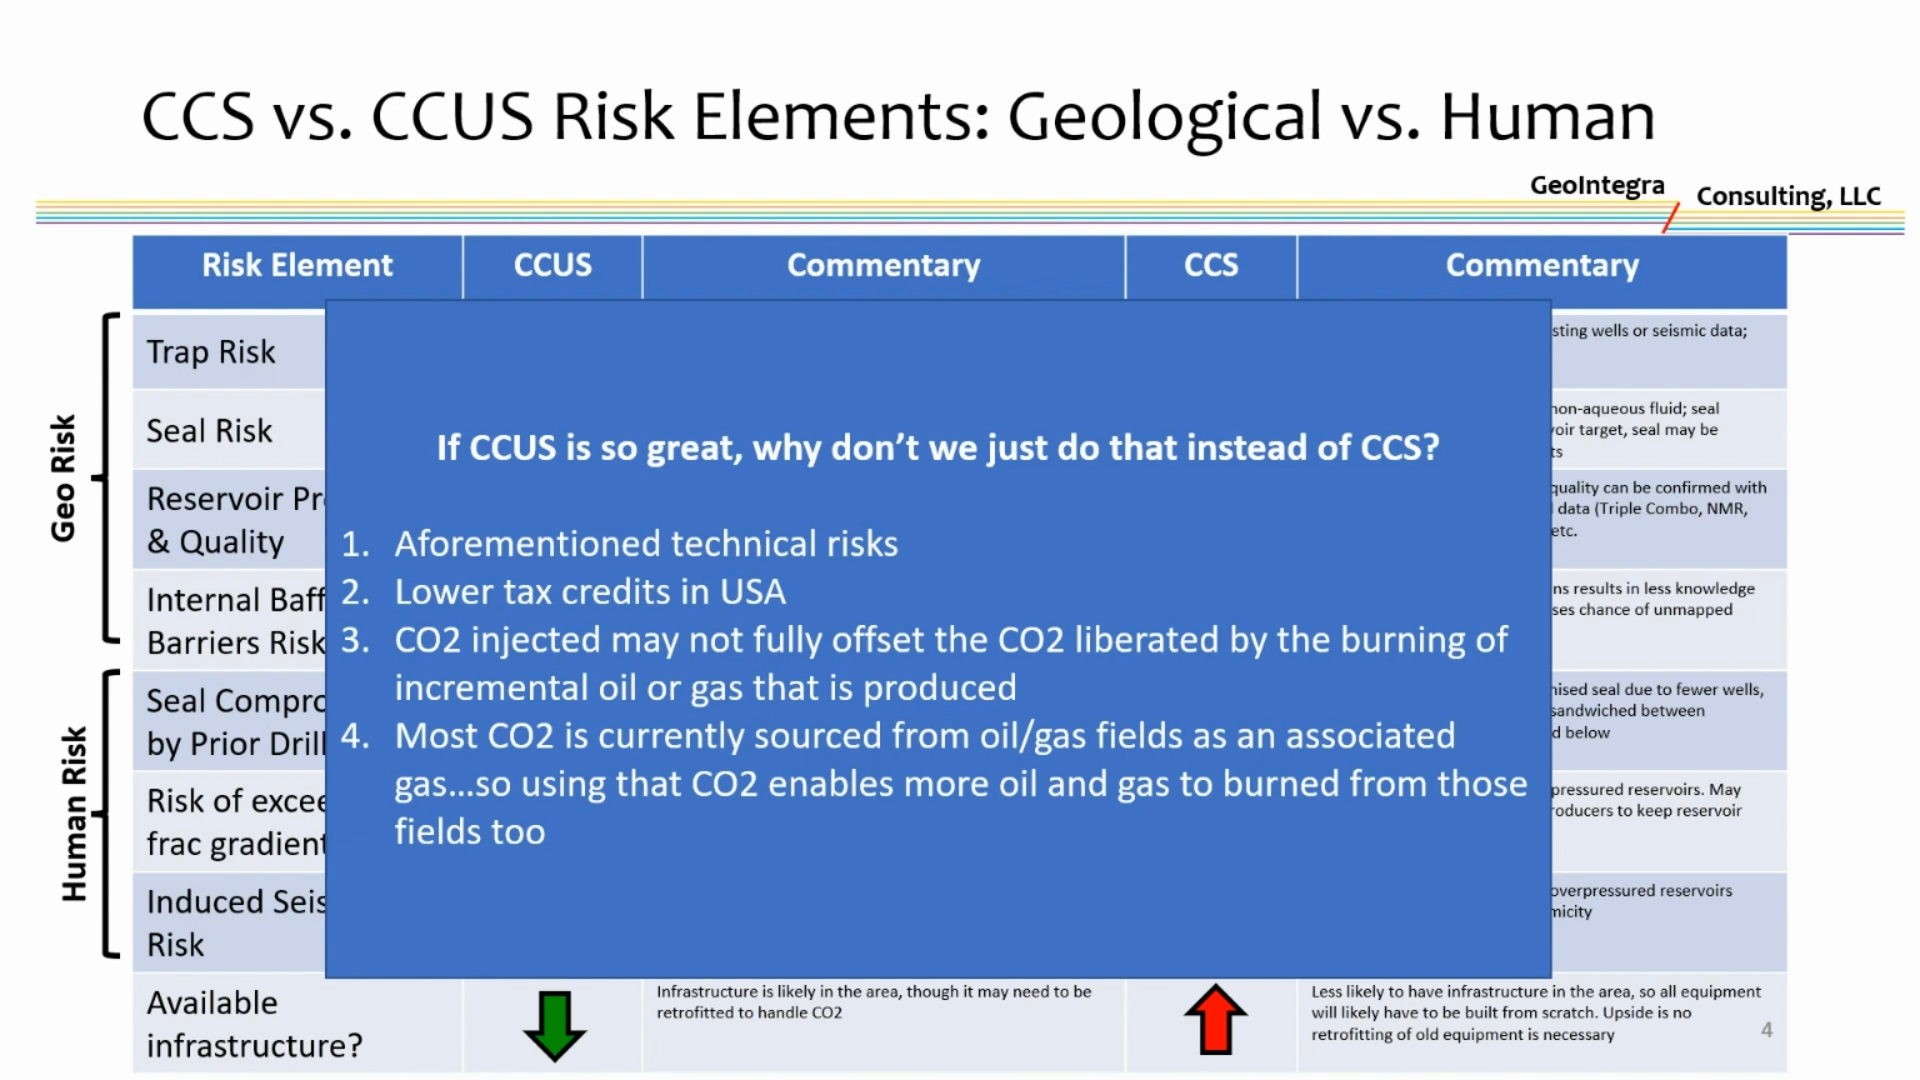 CCS vs. CCUS Risk Elements: Geological vs. Human
GeoIntegra
Consulting, LLC
Risk Element
CCUS
Commentary
CCS
Commentary
Geo Risk
Human Risk
Trap Risk
sting wells or seismic data;
Seal Risk
non-aqueous fluid; seal
oir target, seal may be
ts
Reservoir Pr
& Quality
quality can be confirmed with
data (Triple Combo, NMR,
etc.
Internal Baff
Barriers Risk
ns results in less knowledge
ses chance of unmapped
Seal Compro
by Prior Drill
ised seal due to fewer wells,
sandwiched between
d below
Risk of excee
frac gradient
pressured reservoirs. May
roducers to keep reservoir
Induced Seis
Risk
overpressured reservoirs
micity
If CCUS is so great, why don’t we just do that instead of CCS?
1. Aforementioned technical risks
2. Lower tax credits in USA
3. CO2 injected may not fully offset the CO2 liberated by the burning of
incremental oil or gas that is produced
4. Most CO2 is currently sourced from oil/gas fields as an associated
gas…so using that CO2 enables more oil and gas to burned from those
fields too
Available
infrastructure?
Infrastructure is likely in the area, though it may need to be
retrofitted to handle CO2
Less likely to have infrastructure in the area, so all equipment
will likely have to be built from scratch. Upside is no
retrofitting of old equipment is necessary
4